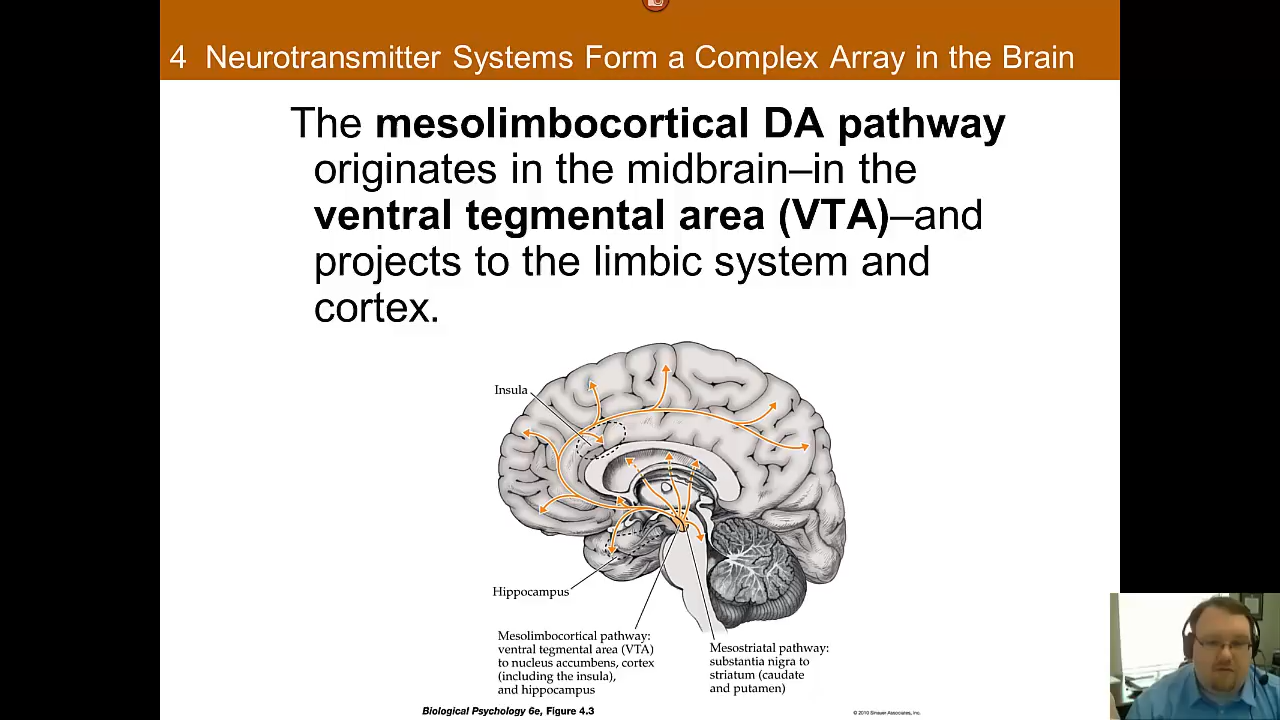 4 Neurotransmitter Systems Form a Complex Array in the Brain
The mesolimbocortical DA pathway
originates in the midbrain–in the
ventral tegmental area (VTA)–and
projects to the limbic system and
cortex.
Insula
Hippocampus
Mesolimbocortical pathway:
ventral tegmental area (VTA)
to nucleus accumbens, cortex
(including the insula),
and hippocampus
Mesostriatal pathway:
substantia nigra to
striatum (caudate
and putamen)
Biological Psychology 6e, Figure 4.3
© 2010 Sinauer Associates, Inc.